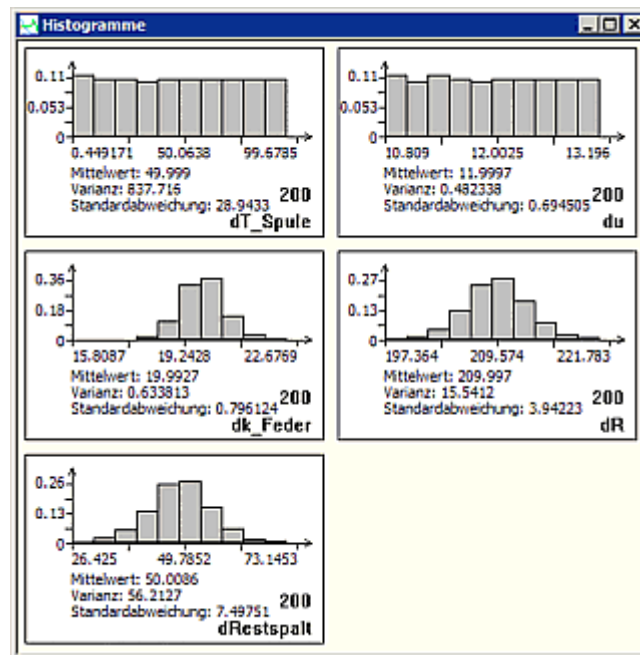 Histogramme
0.11
0.053
0
0.449171 50.0638 99.6785
Mittelwert: 49.999
Varianz: 837.716
200
Standardabweichung: 28.9433
dT_Spule
0.11
0.053
0
10.809 12.0025 13.196
Mittelwert: 11.9997
Varianz: 0.482338
200
Standardabweichung: 0.694505
du
0.36
0.18
0
15.8087 19.2428 22.6769
Mittelwert: 19.9927
Varianz: 0.633813
200
Standardabweichung: 0.796124
dk_Feder
0.27
0.13
0
197.364 209.574 221.783
Mittelwert: 209.997
Varianz: 15.5412
200
Standardabweichung: 3.94223
dR
0.26
0.13
0
26.425 49.7852 73.1453
Mittelwert: 50.0086
Varianz: 56.2127
200
Standardabweichung: 7.49751
dRestspalt